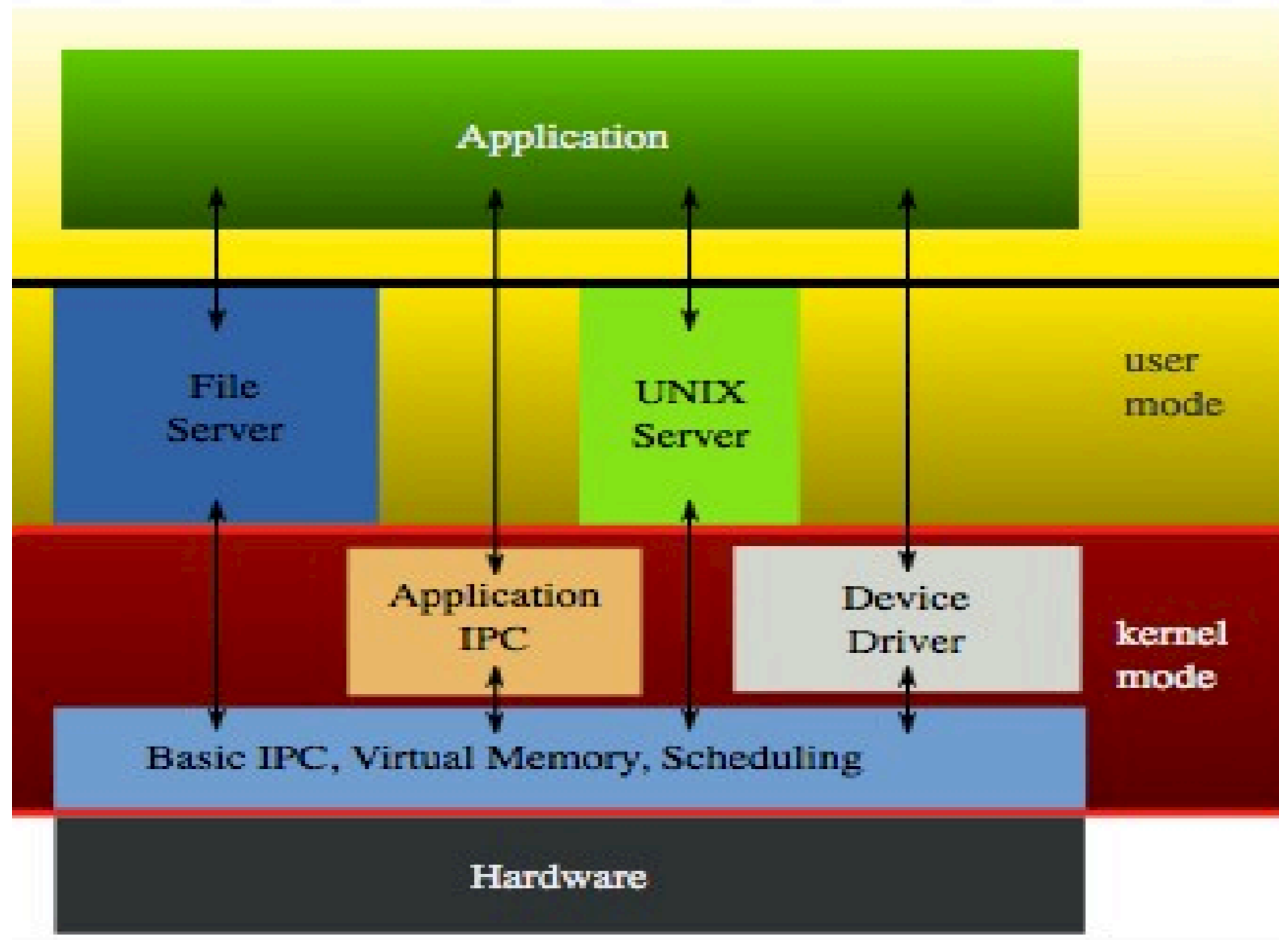 Application
File
Server
UNIX
Server
user
mode
Application
IPC
Device
Driver
kernel
mode
Basic IPC, Virtual Memory, Scheduling
Hardware